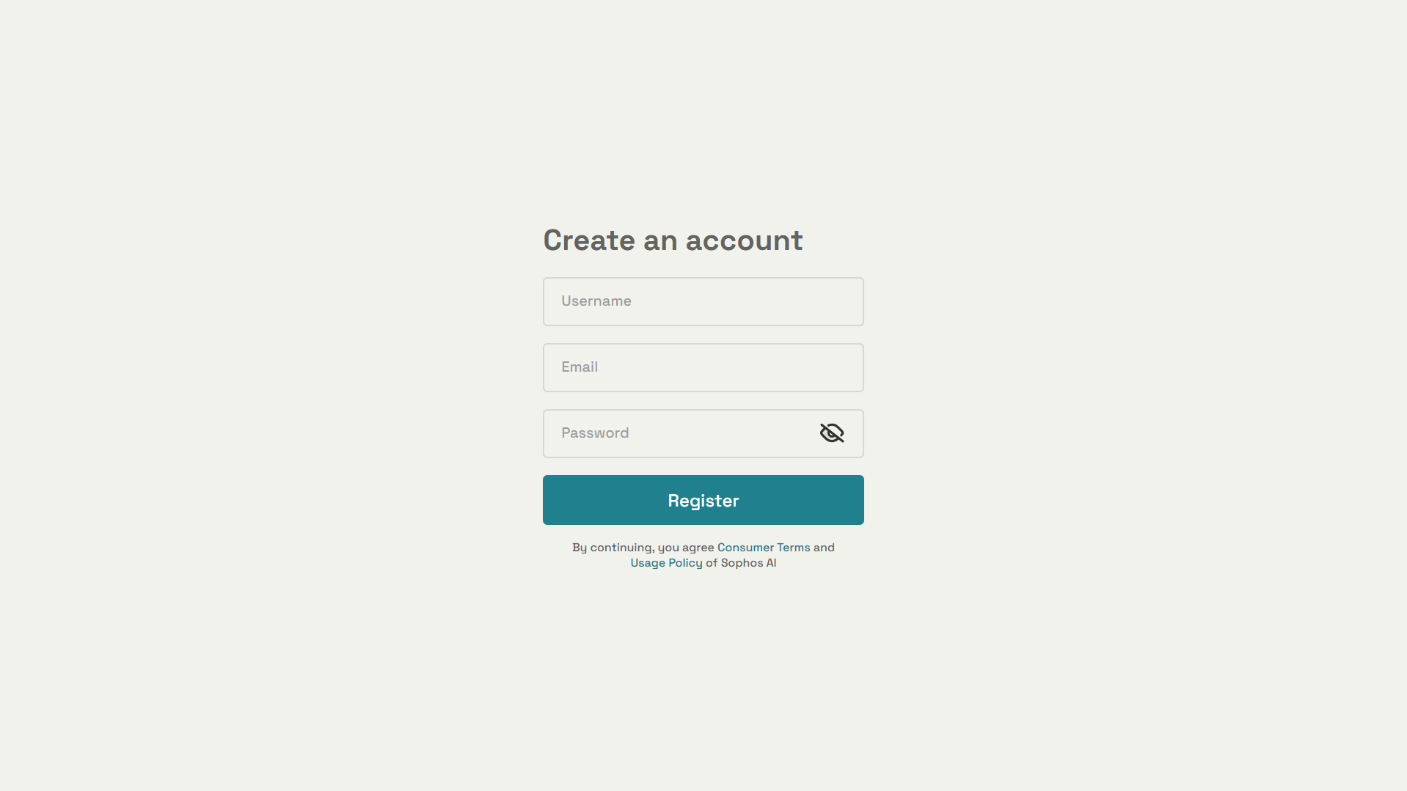 Create an account
Username
Email
Password
Register
By continuing, you agree Consumer Terms and
Usage Policy of Sophos AI